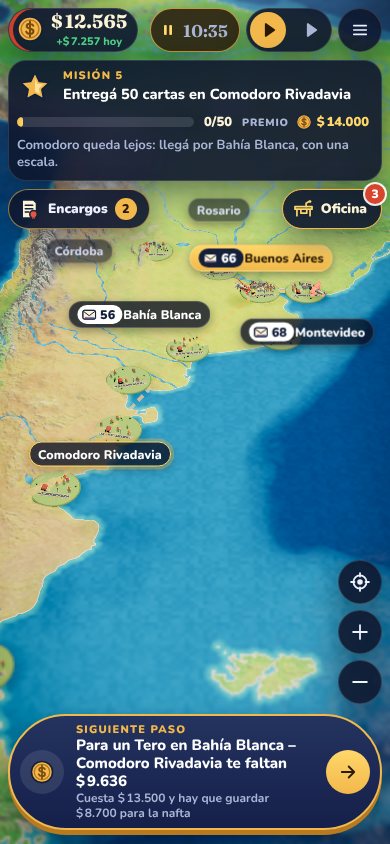 $12.565
+$7.257 hoy
10:35
MISIÓN 5
Entregá 50 cartas en Comodoro Rivadavia
0/50 PREMIO $14.000
Comodoro queda lejos: llegá por Bahía Blanca, con una
escala.
Encargos 2
Rosario
Oficina
3
Córdoba
66 Buenos Aires
56 Bahía Blanca
68 Montevideo
Comodoro Rivadavia
SIGUIENTE PASO
Para un Tero en Bahía Blanca –
Comodoro Rivadavia te faltan
$9.636
Cuesta $13.500 y hay que guardar
$8.700 para la nafta